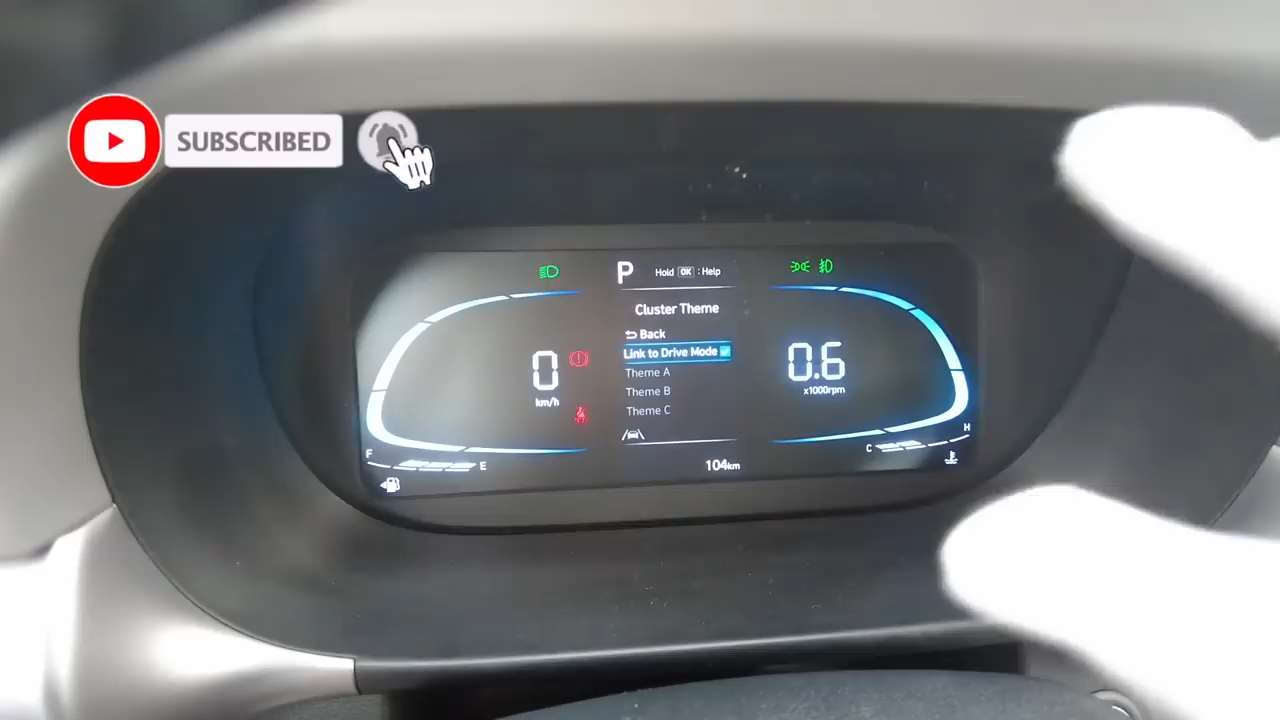 SUBSCRIBED
P
Hold OK : Help
Cluster Theme
Back
Link to Drive Mode
Theme A
Theme B
Theme C
0
km/h
0.6
x1000rpm
F
E
C
H
104km